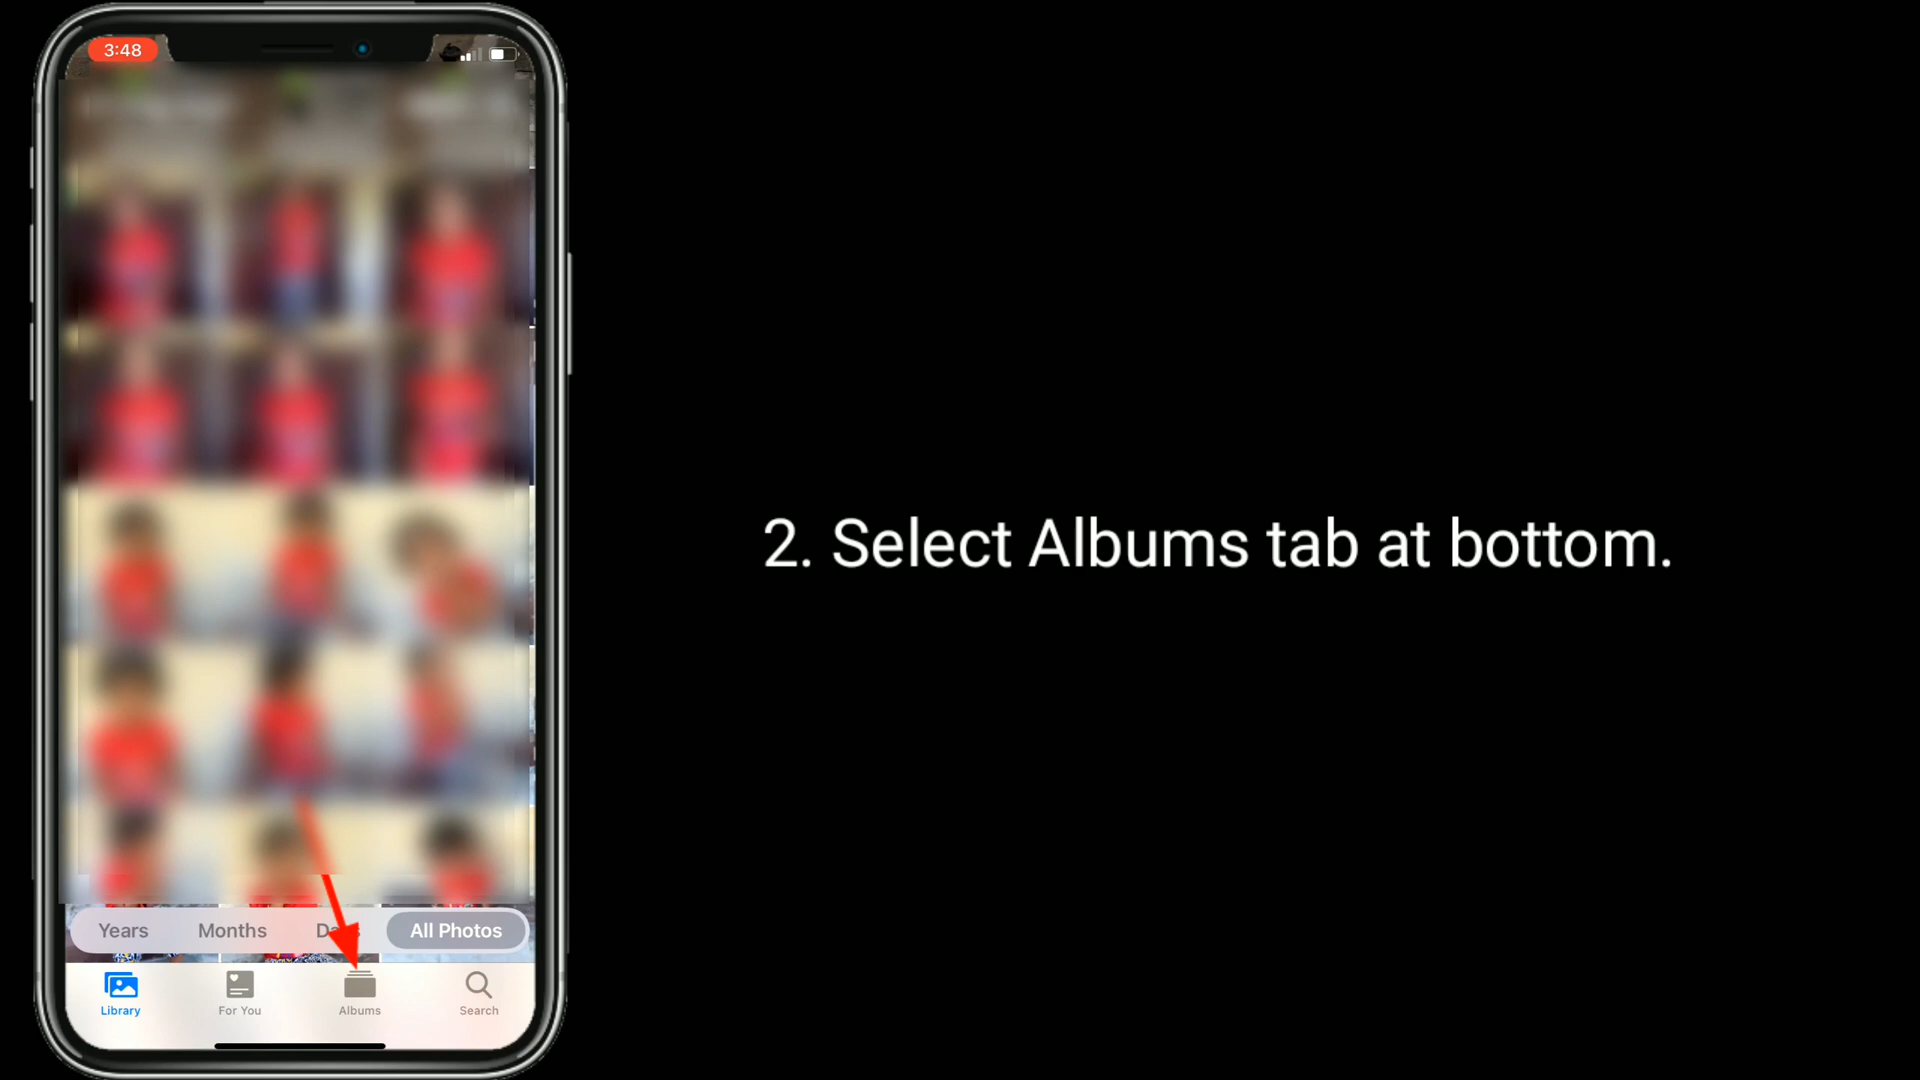 3:48
2. Select Albums tab at bottom.
Years Months All Photos
Library For You Albums Search